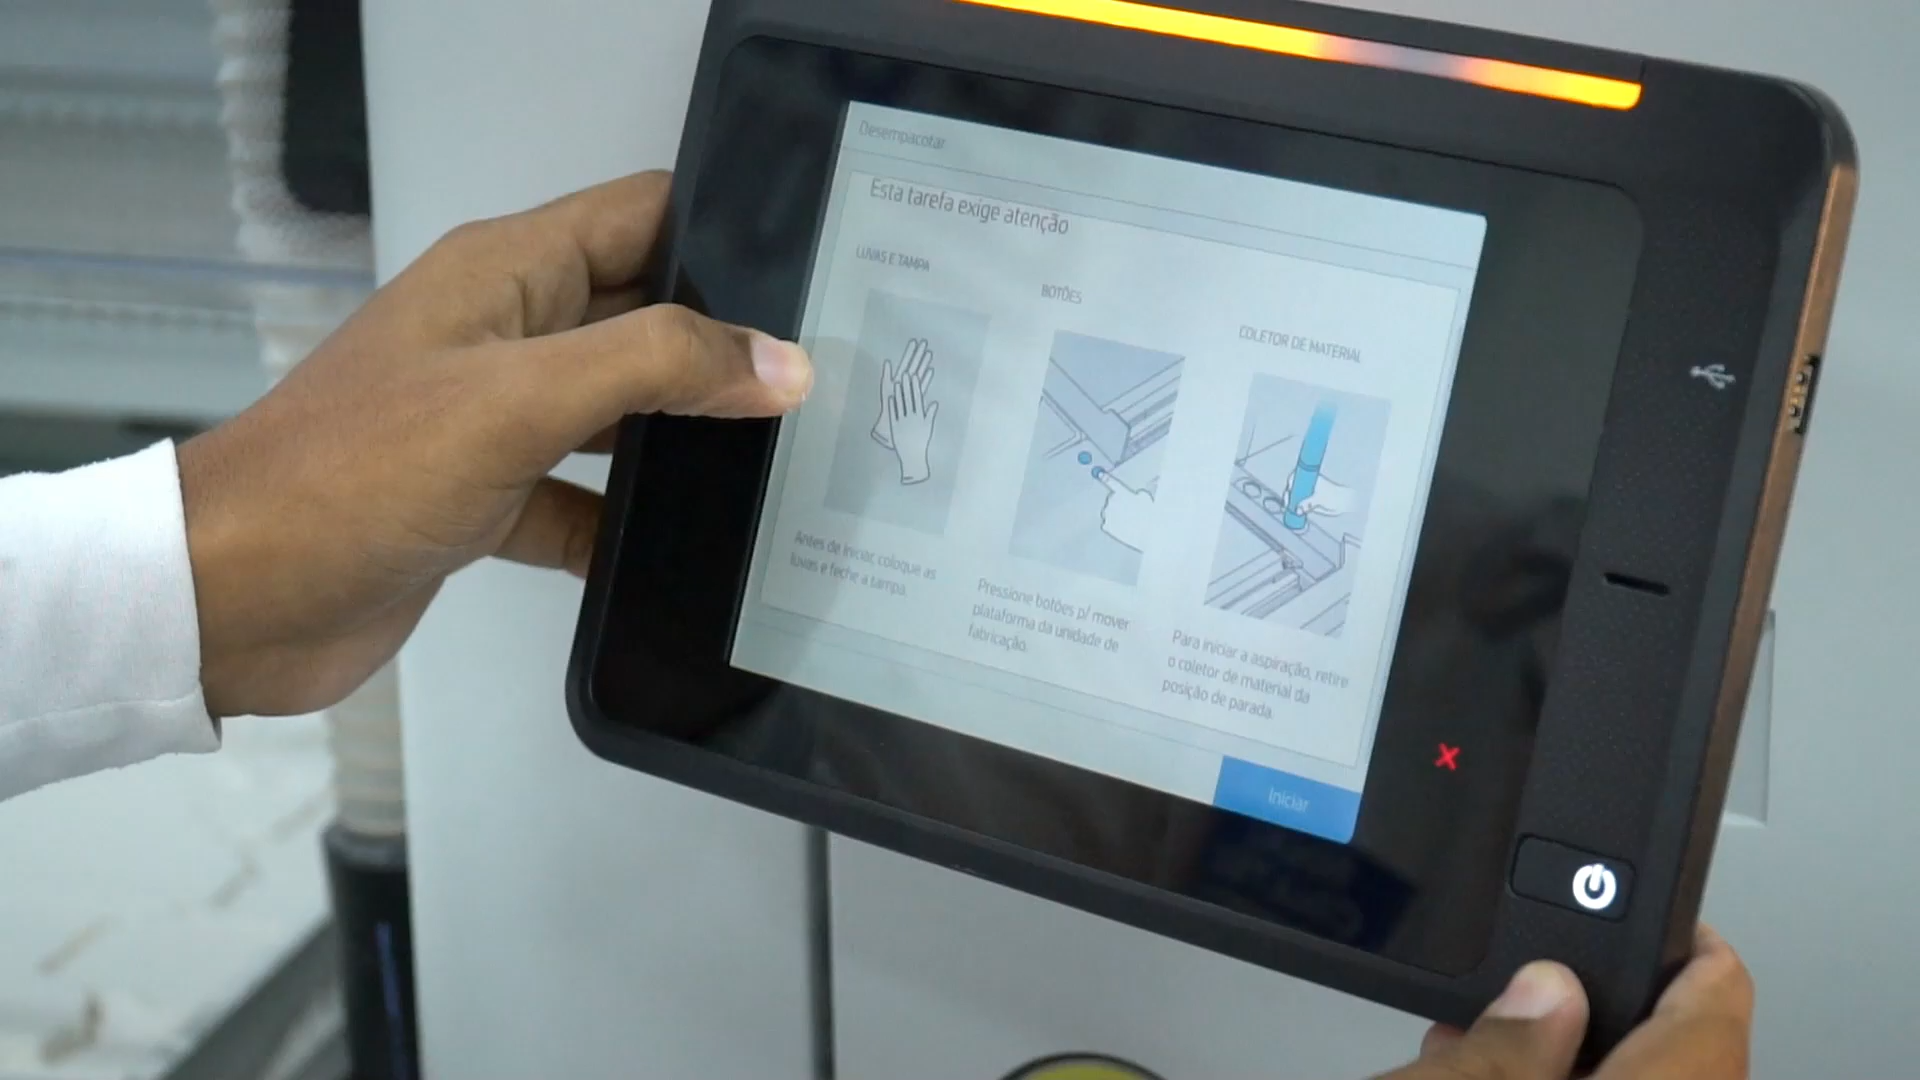 Desempacotar
Esta tarefa exige atenção
LUVAS E TAMPA
Antes de iniciar, coloque as
luvas e feche a tampa.
BOTÕES
Pressione botões p/ mover
plataforma da unidade de
fabricação.
COLETOR DE MATERIAL
Para iniciar a aspiração, retire
o coletor de material da
posição de parada.
Iniciar